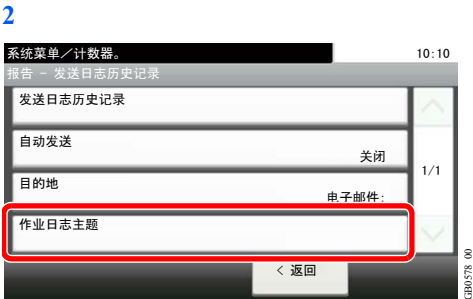 2
系统菜单／计数器。 10:10
报告 - 发送日志历史记录
发送日志历史记录
自动发送
关闭
1/1
目的地
电子邮件:
作业日志主题
< 返回
GB0578_00